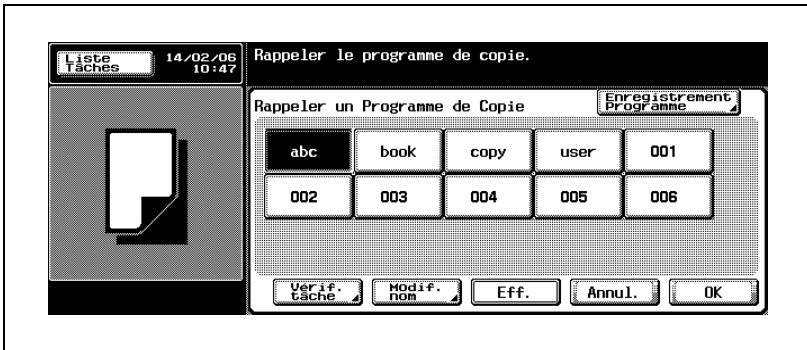 Liste
Tâches
14/02/06
10:47
Rappeler le programme de copie.
Rappeler un Programme de Copie
Enregistrement
Programme
abc book copy user 001
002 003 004 005 006
Vérif.
tâche
Modif.
nom
Eff.
Annul.
OK